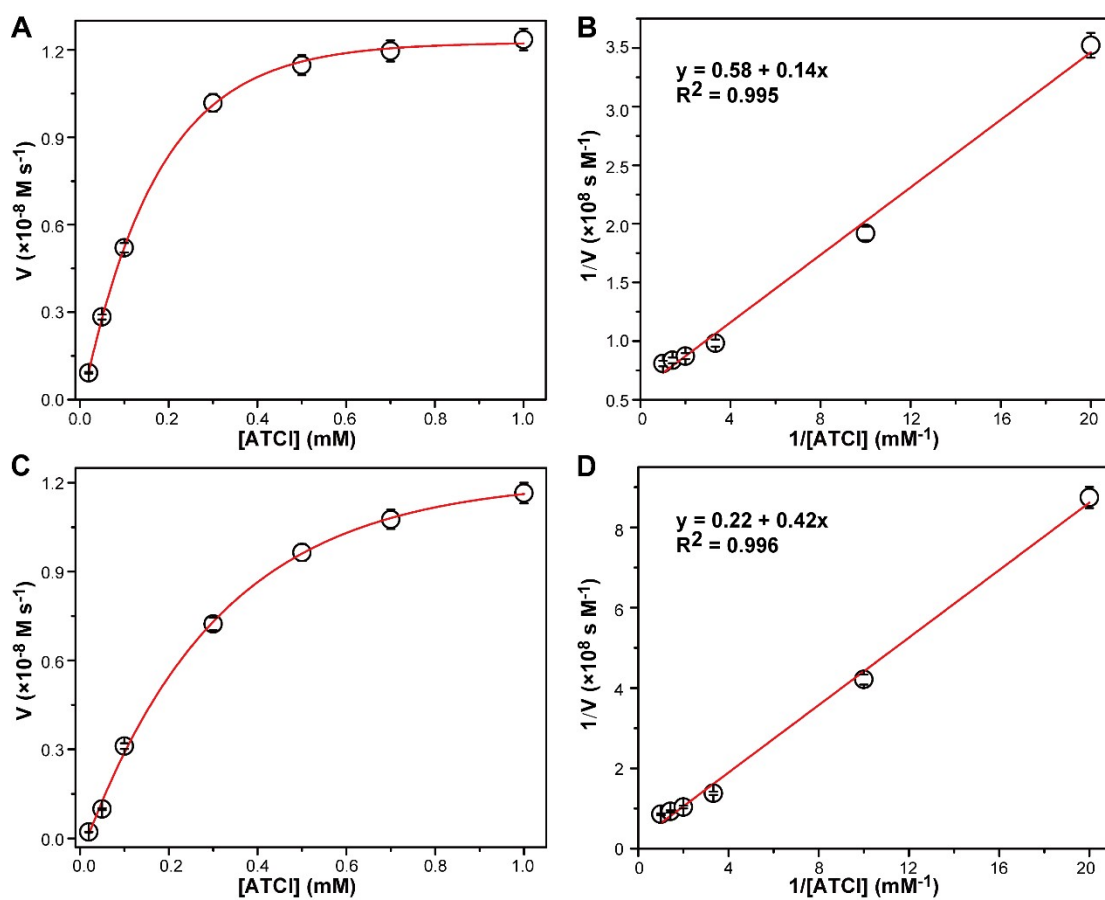 A
V (×10-8 M s-1)
1.2
0.9
0.6
0.3
0.0
0.0 0.2 0.4 0.6 0.8 1.0
[ATCl] (mM)
B
y = 0.58 + 0.14x
R2 = 0.995
1/V (×108 s M-1)
3.5
3.0
2.5
2.0
1.5
1.0
0.5
4 8 12 16 20
1/[ATCl] (mM-1)
C
V (×10-8 M s-1)
1.2
0.9
0.6
0.3
0.0
0.0 0.2 0.4 0.6 0.8 1.0
[ATCl] (mM)
D
y = 0.22 + 0.42x
R2 = 0.996
1/V (×108 s M-1)
8
6
4
2
0
0 4 8 12 16 20
1/[ATCl] (mM-1)